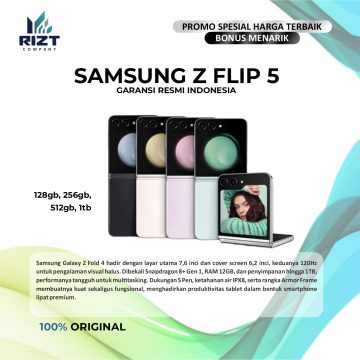 RIZT
COMPANY
PROMO SPESIAL HARGA TERBAIK
BONUS MENARIK
SAMSUNG Z FLIP 5
GARANSI RESMI INDONESIA
128gb, 256gb,
512gb, 1tb
Samsung Galaxy Z Fold 4 hadir dengan layar utama 7,6 inci dan cover screen 6,2 inci, keduanya 120Hz
untuk pengalaman visual halus. Dibekali Snapdragon 8+ Gen 1, RAM 12GB, dan penyimpanan hingga 1TB,
performanya tangguh untuk multitasking. Dukungan S Pen, ketahanan air IPX8, serta rangka Armor Frame
membuatnya kuat sekaligus fungsional, menghadirkan produktivitas tablet dalam bentuk smartphone
lipat premium.
100% ORIGINAL